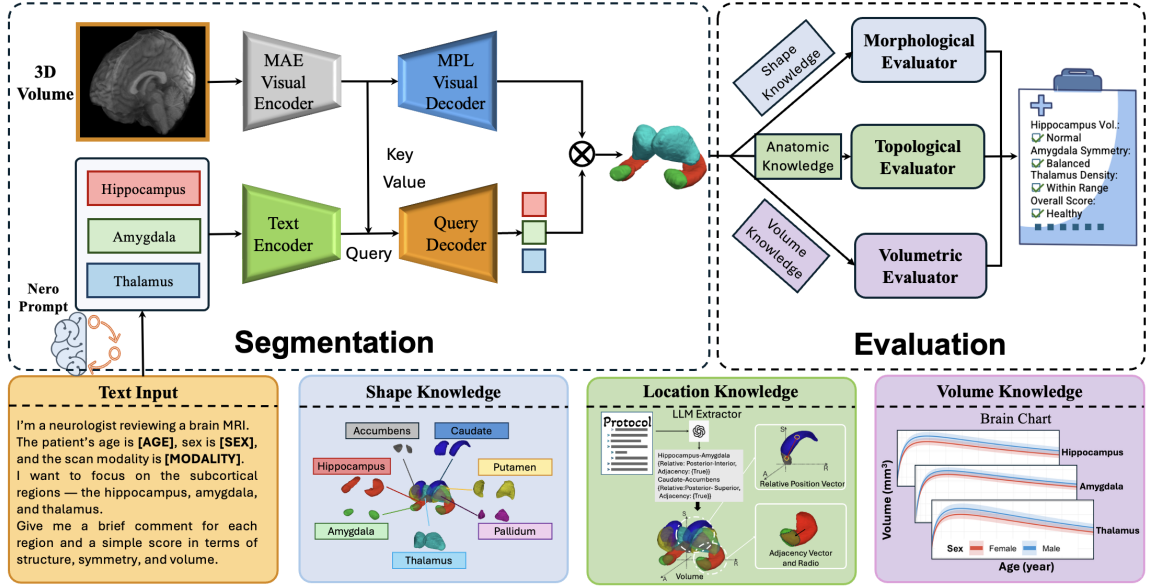 3D
Volume
MAE
Visual
Encoder
MPL
Visual
Decoder
Key
Value
Hippocampus
Amygdala
Thalamus
Text
Encoder
Query
Query
Decoder
Nero
Prompt
Segmentation
Shape
Knowledge
Anatomic
Knowledge
Volume
Knowledge
Morphological
Evaluator
Topological
Evaluator
Volumetric
Evaluator
Hippocampus Vol.:
Normal
Amygdala Symmetry:
Balanced
Thalamus Density:
Within Range
Overall Score:
Healthy
Evaluation
Text Input
I'm a neurologist reviewing a brain MRI.
The patient's age is [AGE], sex is [SEX],
and the scan modality is [MODALITY].
I want to focus on the subcortical
regions — the hippocampus, amygdala,
and thalamus.
Give me a brief comment for each
region and a simple score in terms of
structure, symmetry, and volume.
Shape Knowledge
Accumbens
Caudate
Hippocampus
Putamen
Amygdala
Pallidum
Thalamus
Location Knowledge
LLM Extractor
Protocol
Hippocampus-Amygdala
{Relative: Posterior-Interior,
Adjacency: {True}}
Caudate-Accumbens
{Relative:Posterior- Superior,
Adjacency: {True}}
S
R
A
Relative Position Vector
S
R
A
Volume
Adjacency Vector
and Radio
Volume Knowledge
Brain Chart
Volume (mm³)
Hippocampus
Amygdala
Thalamus
Sex Female Male
Age (year)